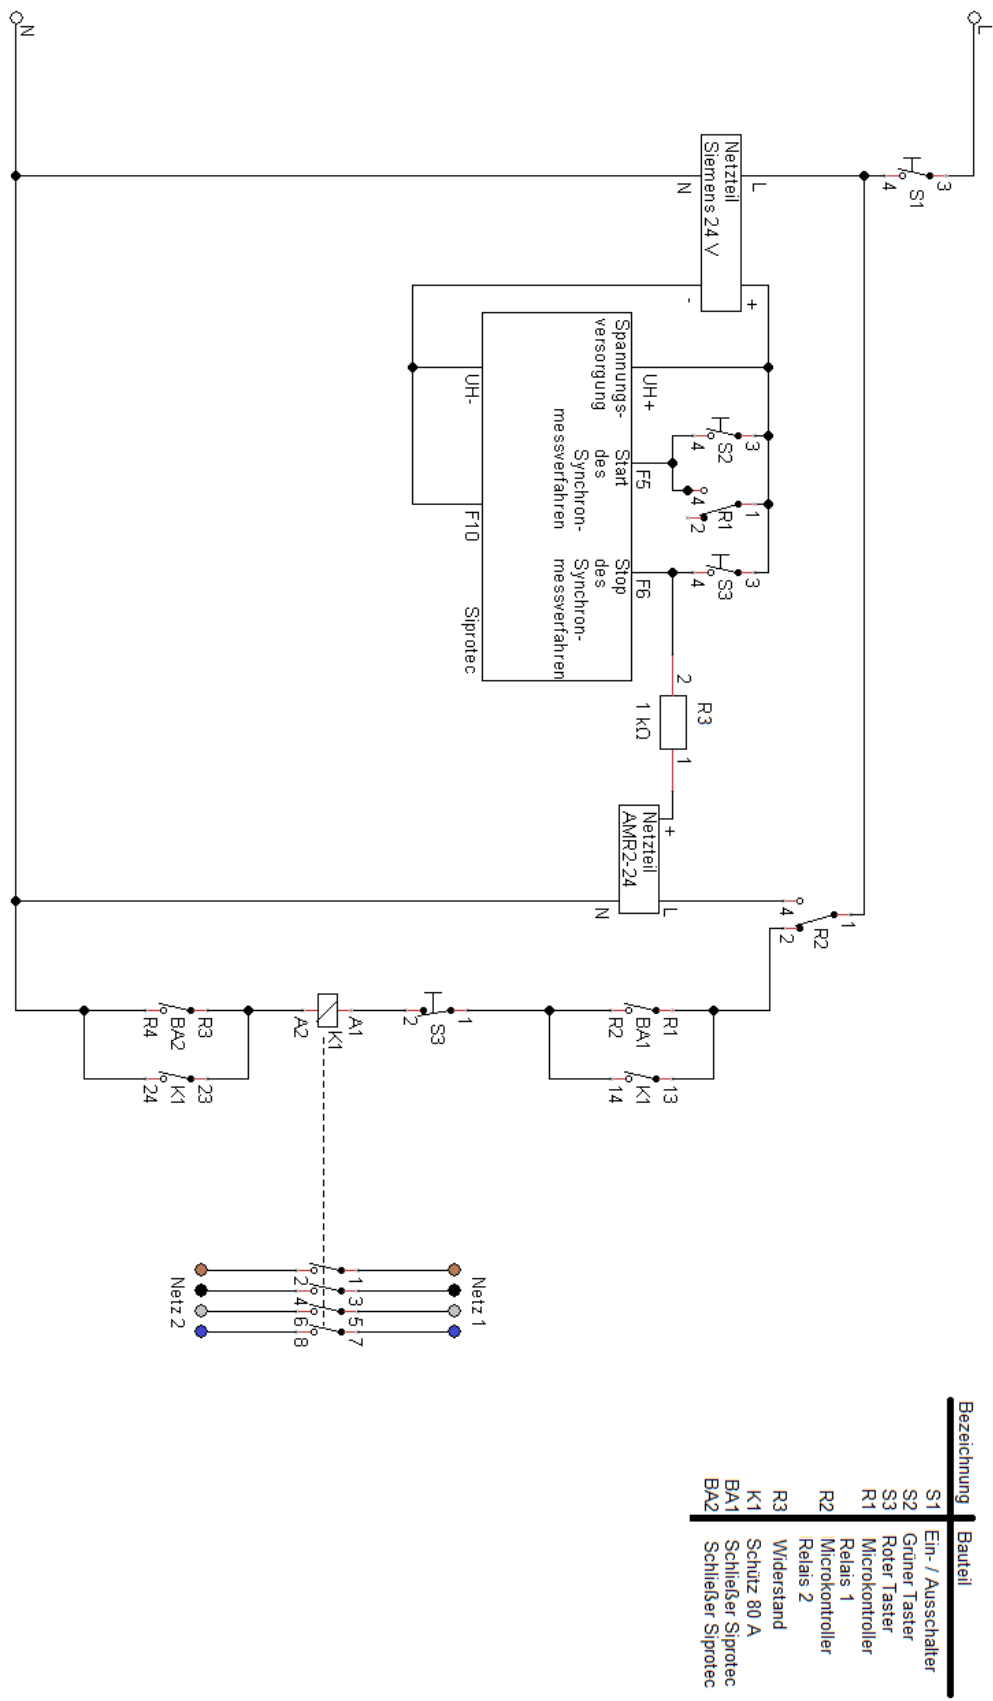 L
N
3
S1
4
Netzteil
Siemens 24 V
L
N
+
-
Spannungs-
versorgung
UH+
UH-
Start
des
Synchron-
messverfahren
F5
F10
Stop
des
Synchron-
messverfahren
F6
Siprotec
3
S2
4
1
R1
4
2
3
S3
4
2
R3
1 kΩ
1
Netzteil
AMR2-24
+
L
N
1
R2
4
2
R1
BA1
R2
13
K1
14
1
S3
2
A1
K1
A2
R3
BA2
R4
23
K1
24
Netz 1
1
3
5
7
2
4
6
8
Netz 2
Bezeichnung Bauteil
S1 Ein- / Ausschalter
S2 Grüner Taster
S3 Roter Taster
R1 Microkontroller
Relais 1
R2 Microkontroller
Relais 2
R3 Widerstand
K1 Schütz 80 A
BA1 Schließer Siprotec
BA2 Schließer Siprotec